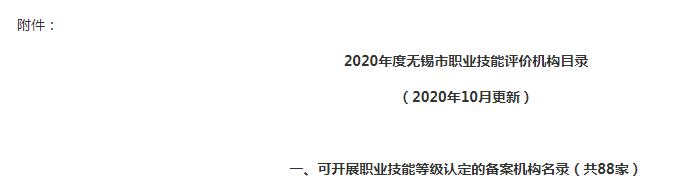 附件：
2020年度无锡市职业技能评价机构目录
（2020年10月更新）
一、可开展职业技能等级认定的备案机构名录（共88家）